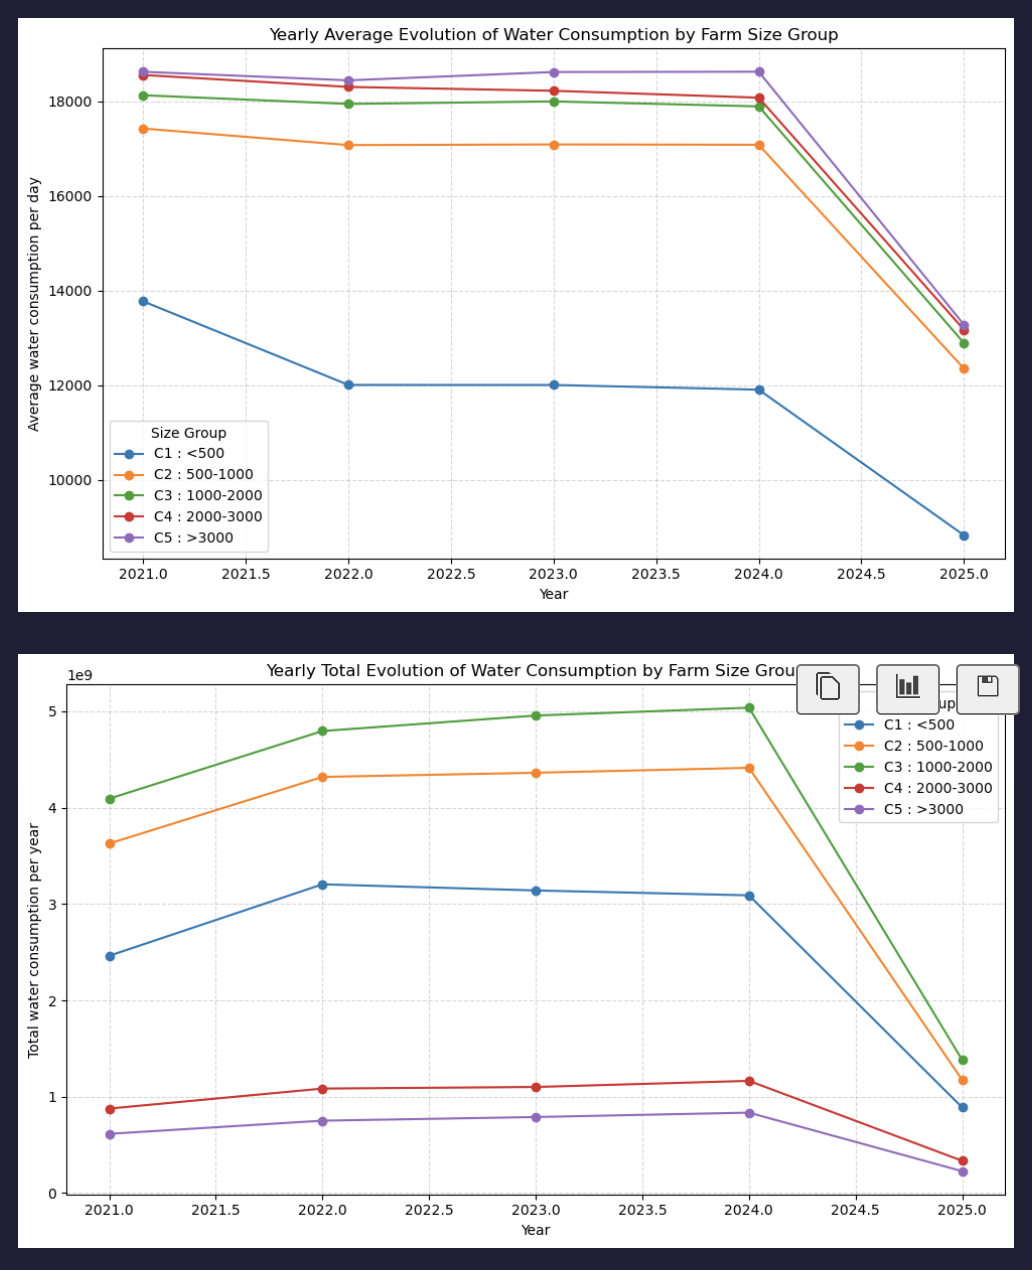 Yearly Average Evolution of Water Consumption by Farm Size Group
18000
16000
14000
12000
10000
Average water consumption per day
Size Group
C1 : <500
C2 : 500-1000
C3 : 1000-2000
C4 : 2000-3000
C5 : >3000
2021.0 2021.5 2022.0 2022.5 2023.0 2023.5 2024.0 2024.5 2025.0
Year
Yearly Total Evolution of Water Consumption by Farm Size
1e9
5
4
3
2
1
0
Total water consumption per year
C1 : <500
C2 : 500-1000
C3 : 1000-2000
C4 : 2000-3000
C5 : >3000
2021.0 2021.5 2022.0 2022.5 2023.0 2023.5 2024.0 2024.5 2025.0
Year